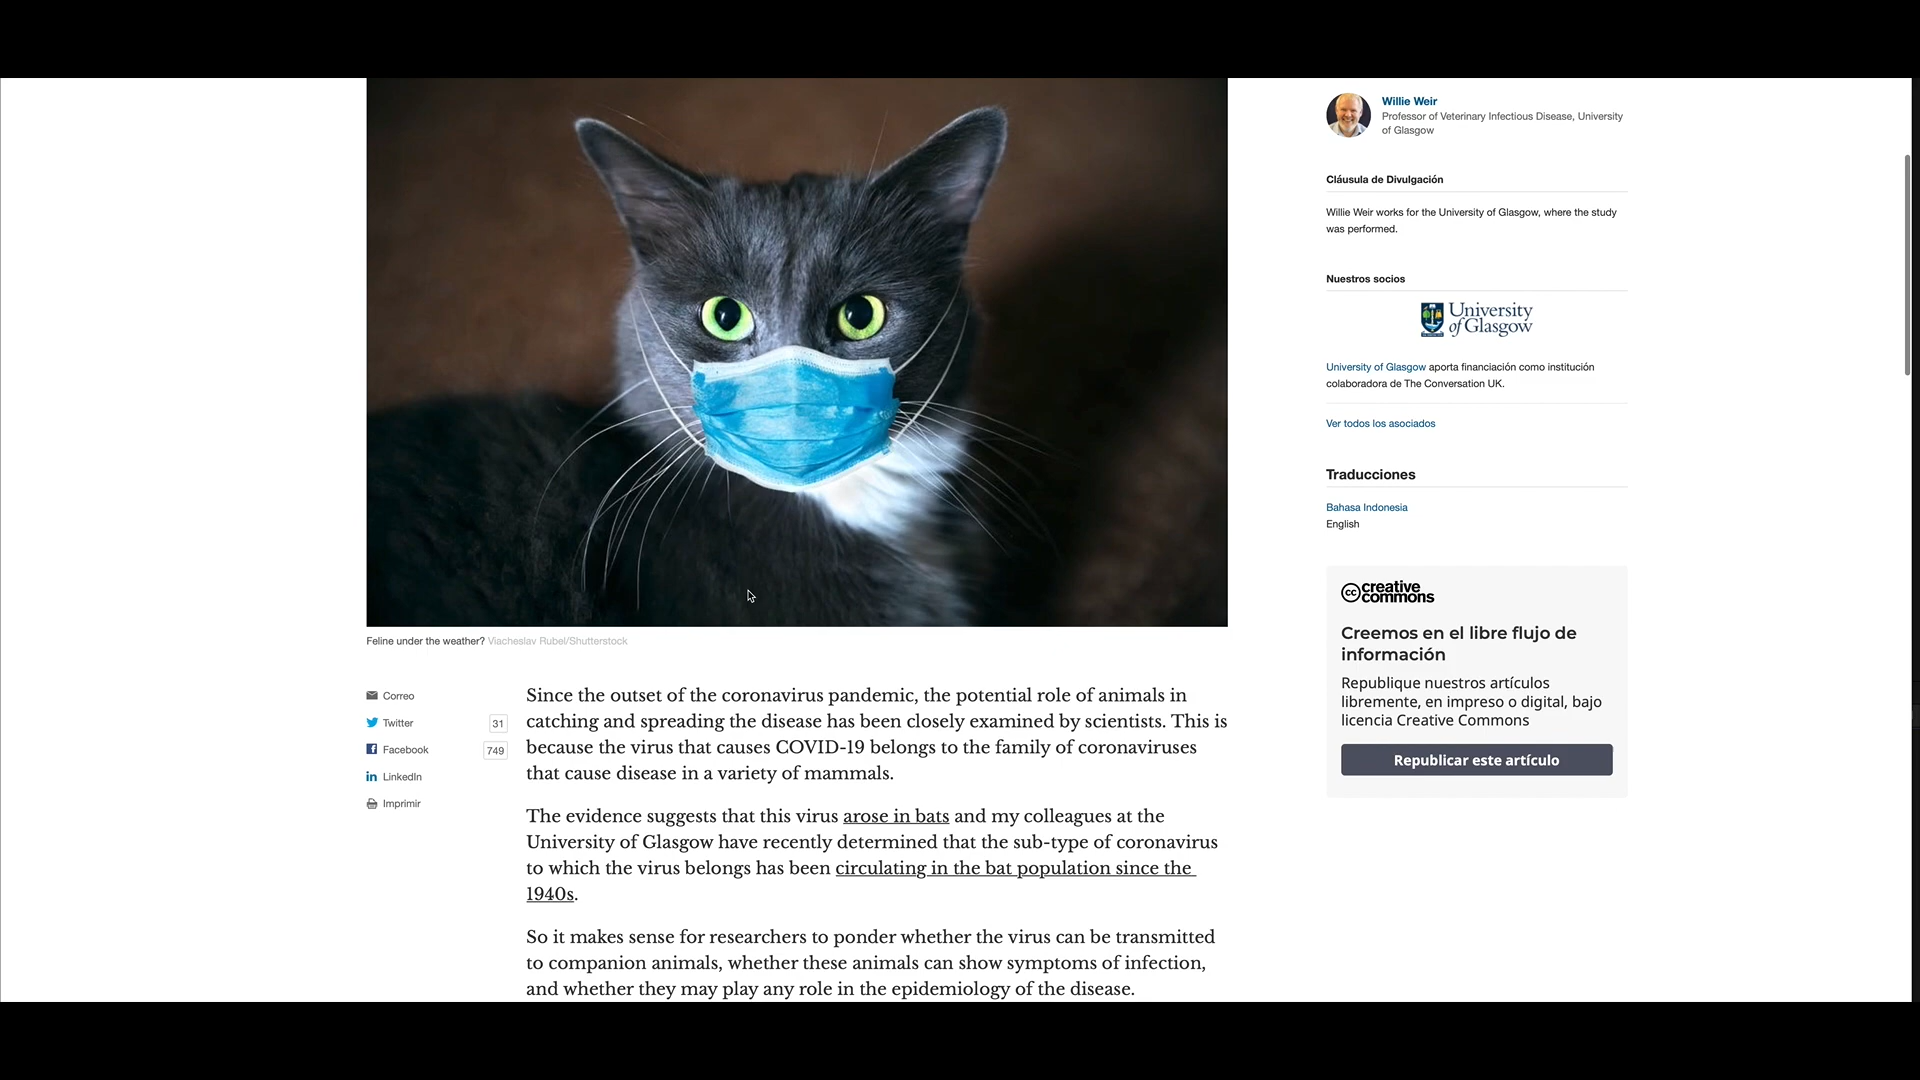 Willie Weir
Professor of Veterinary Infectious Disease, University
of Glasgow
Cláusula de Divulgación
Willie Weir works for the University of Glasgow, where the study
was performed.
Nuestros socios
University
of Glasgow
University of Glasgow aporta financiación como institución
colaboradora de The Conversation UK.
Ver todos los asociados
Traducciones
Bahasa Indonesia
English
cc creative
commons
Creemos en el libre flujo de
información
Republique nuestros artículos
libremente, en impreso o digital, bajo
licencia Creative Commons
Republicar este artículo
Feline under the weather? Viacheslav Rubel/Shutterstock
Correo
Twitter 31
Facebook 749
LinkedIn
Imprimir
Since the outset of the coronavirus pandemic, the potential role of animals in
catching and spreading the disease has been closely examined by scientists. This is
because the virus that causes COVID-19 belongs to the family of coronaviruses
that cause disease in a variety of mammals.
The evidence suggests that this virus arose in bats and my colleagues at the
University of Glasgow have recently determined that the sub-type of coronavirus
to which the virus belongs has been circulating in the bat population since the
1940s.
So it makes sense for researchers to ponder whether the virus can be transmitted
to companion animals, whether these animals can show symptoms of infection,
and whether they may play any role in the epidemiology of the disease.